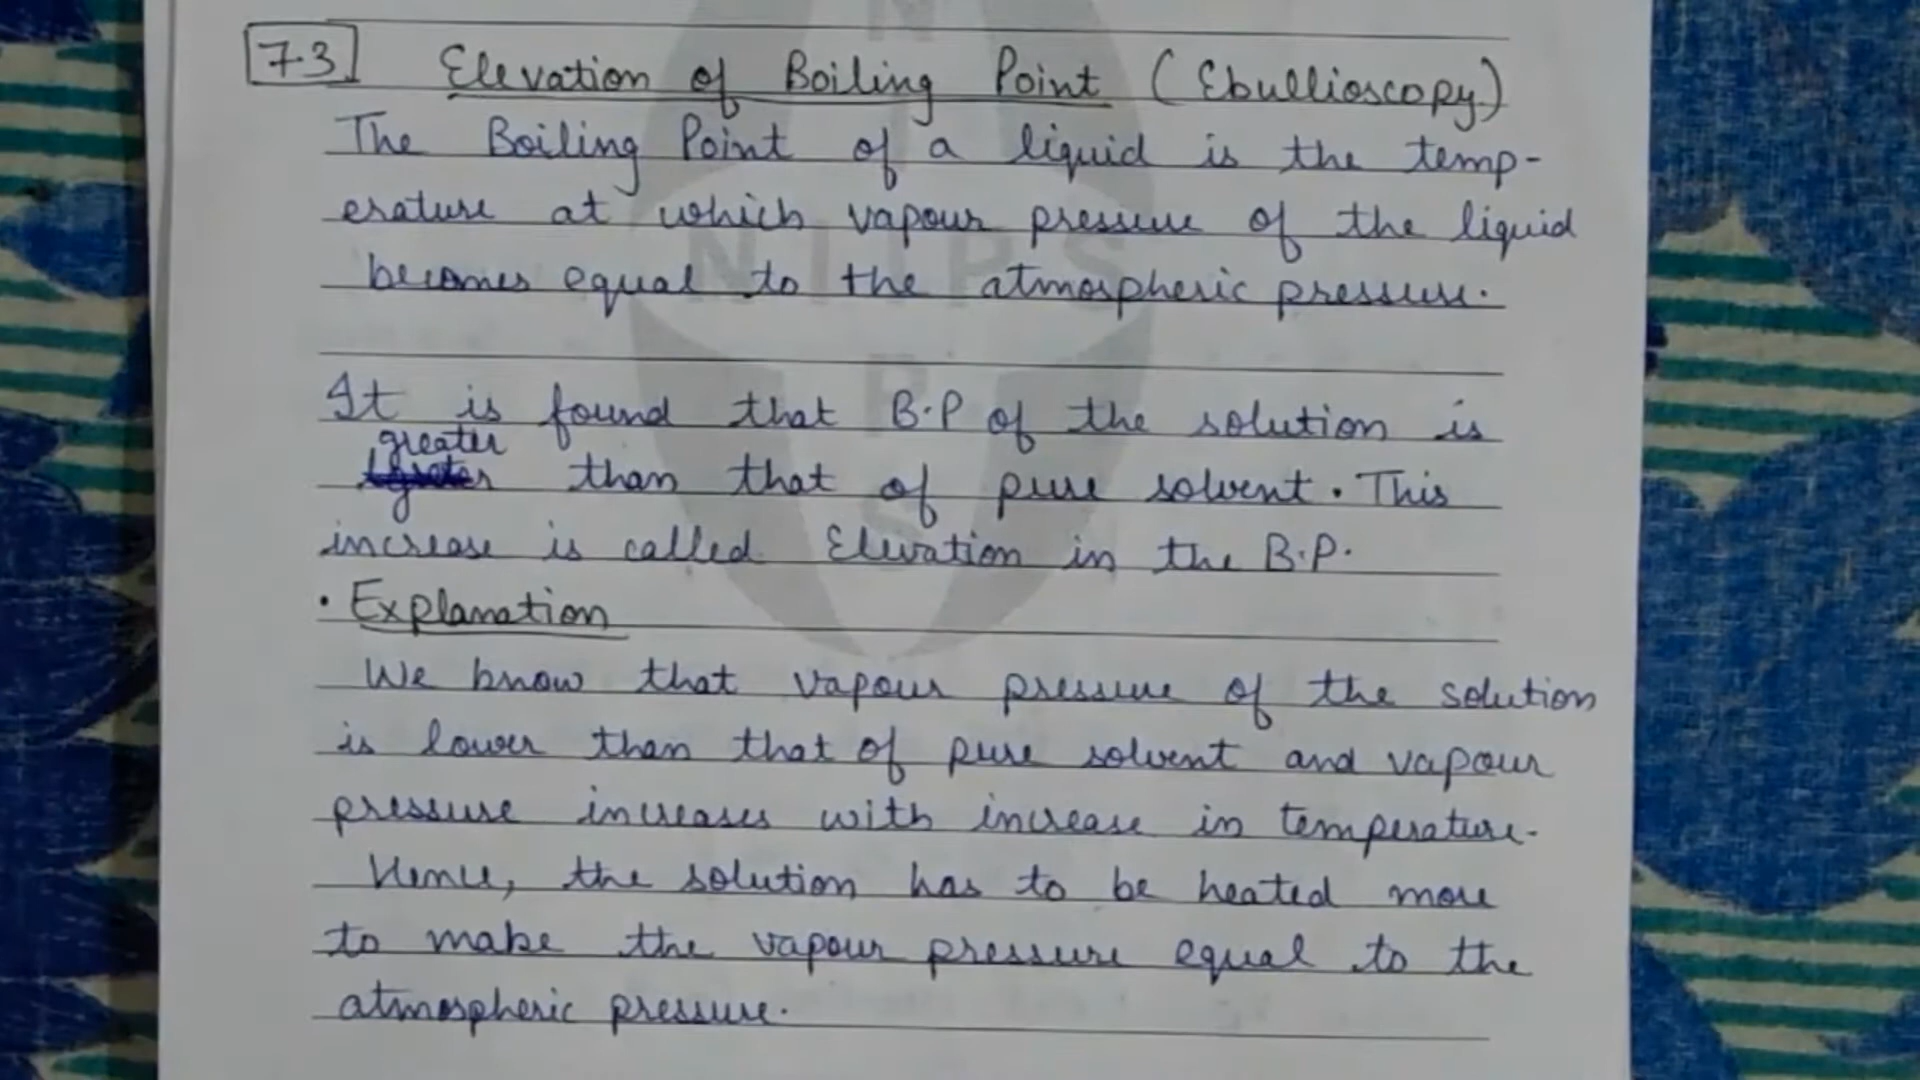 7.3 Elevation of Boiling Point (Ebullioscopy)
The Boiling Point of a liquid is the temp-
erature at which vapour pressure of the liquid
becomes equal to the atmospheric pressure.
It is found that B.P of the solution is
greater
than that of pure solvent. This
increase is called Elevation in the B.P.
• Explanation
We know that vapour pressure of the solution
is lower than that of pure solvent and vapour
pressure increases with increase in temperature.
Hence, the solution has to be heated more
to make the vapour pressure equal to the
atmospheric pressure.
NIIPS